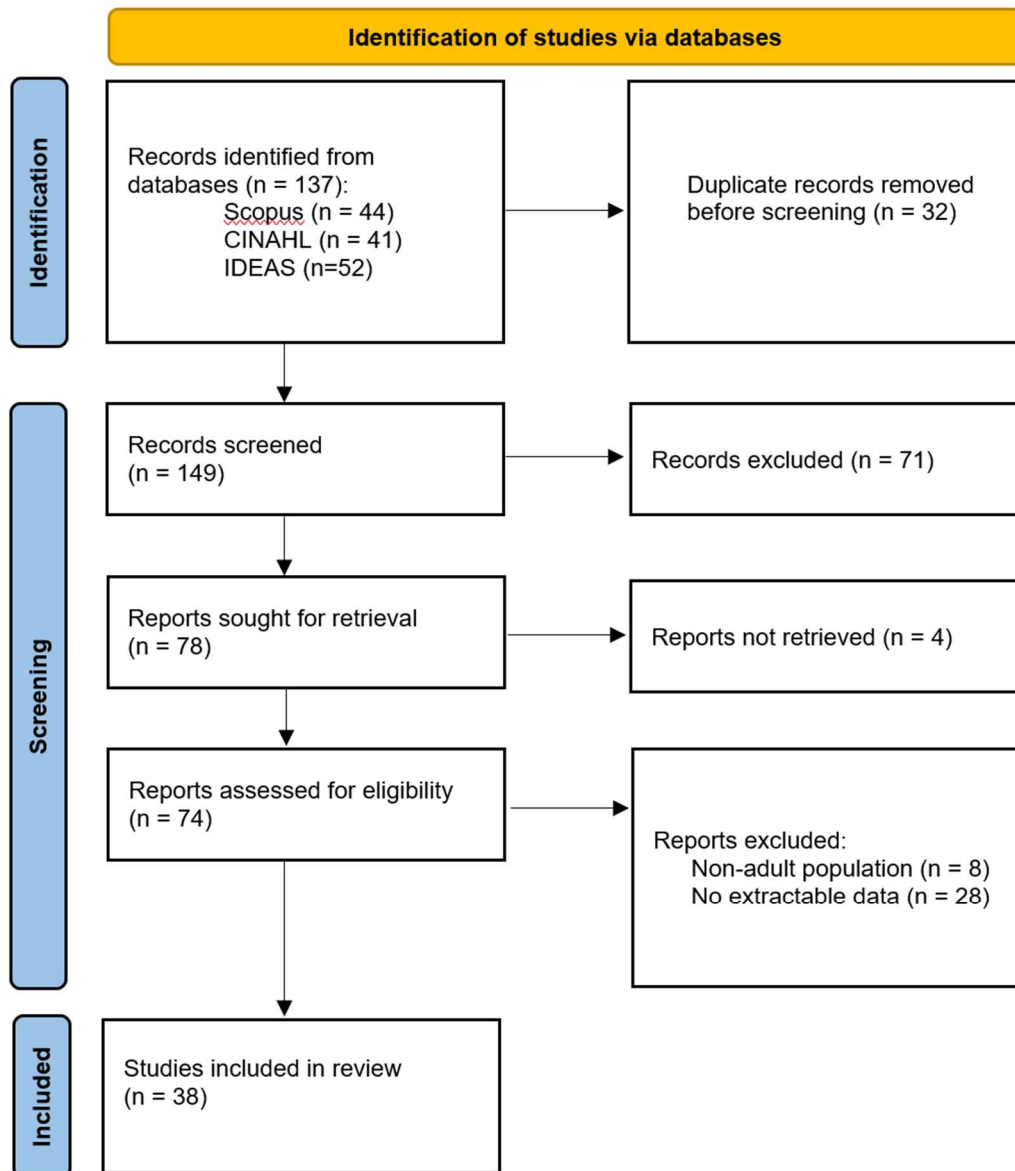 Identification of studies via databases
Identification
Records identified from
databases (n = 137):
Scopus (n = 44)
CINAHL (n = 41)
IDEAS (n=52)
Duplicate records removed
before screening (n = 32)
Screening
Records screened
(n = 149)
Records excluded (n = 71)
Reports sought for retrieval
(n = 78)
Reports not retrieved (n = 4)
Reports assessed for eligibility
(n = 74)
Reports excluded:
Non-adult population (n = 8)
No extractable data (n = 28)
Included
Studies included in review
(n = 38)